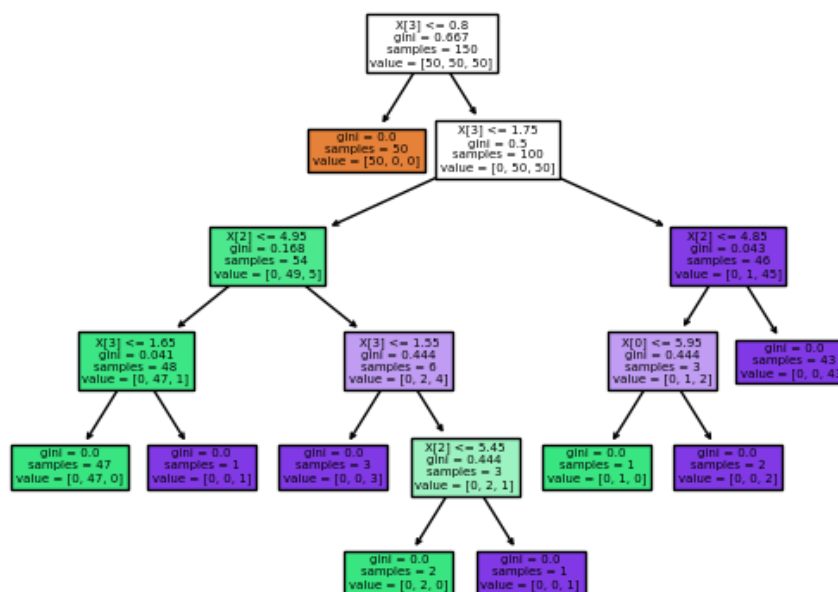 X[3] <= 0.8
gini = 0.667
samples = 150
value = [50, 50, 50]
gini = 0.0
samples = 50
value = [50, 0, 0]
X[3] <= 1.75
gini = 0.5
samples = 100
value = [0, 50, 50]
X[2] <= 4.95
gini = 0.168
samples = 54
value = [0, 49, 5]
X[2] <= 4.85
gini = 0.043
samples = 46
value = [0, 1, 45]
X[3] <= 1.65
gini = 0.041
samples = 48
value = [0, 47, 1]
X[3] <= 1.55
gini = 0.444
samples = 6
value = [0, 2, 4]
X[0] <= 5.95
gini = 0.444
samples = 3
value = [0, 1, 2]
gini = 0.0
samples = 43
value = [0, 0, 43
gini = 0.0
samples = 47
value = [0, 47, 0]
gini = 0.0
samples = 1
value = [0, 0, 1]
gini = 0.0
samples = 3
value = [0, 0, 3]
X[2] <= 5.45
gini = 0.444
samples = 3
value = [0, 2, 1]
gini = 0.0
samples = 1
value = [0, 1, 0]
gini = 0.0
samples = 2
value = [0, 0, 2]
gini = 0.0
samples = 2
value = [0, 2, 0]
gini = 0.0
samples = 1
value = [0, 0, 1]